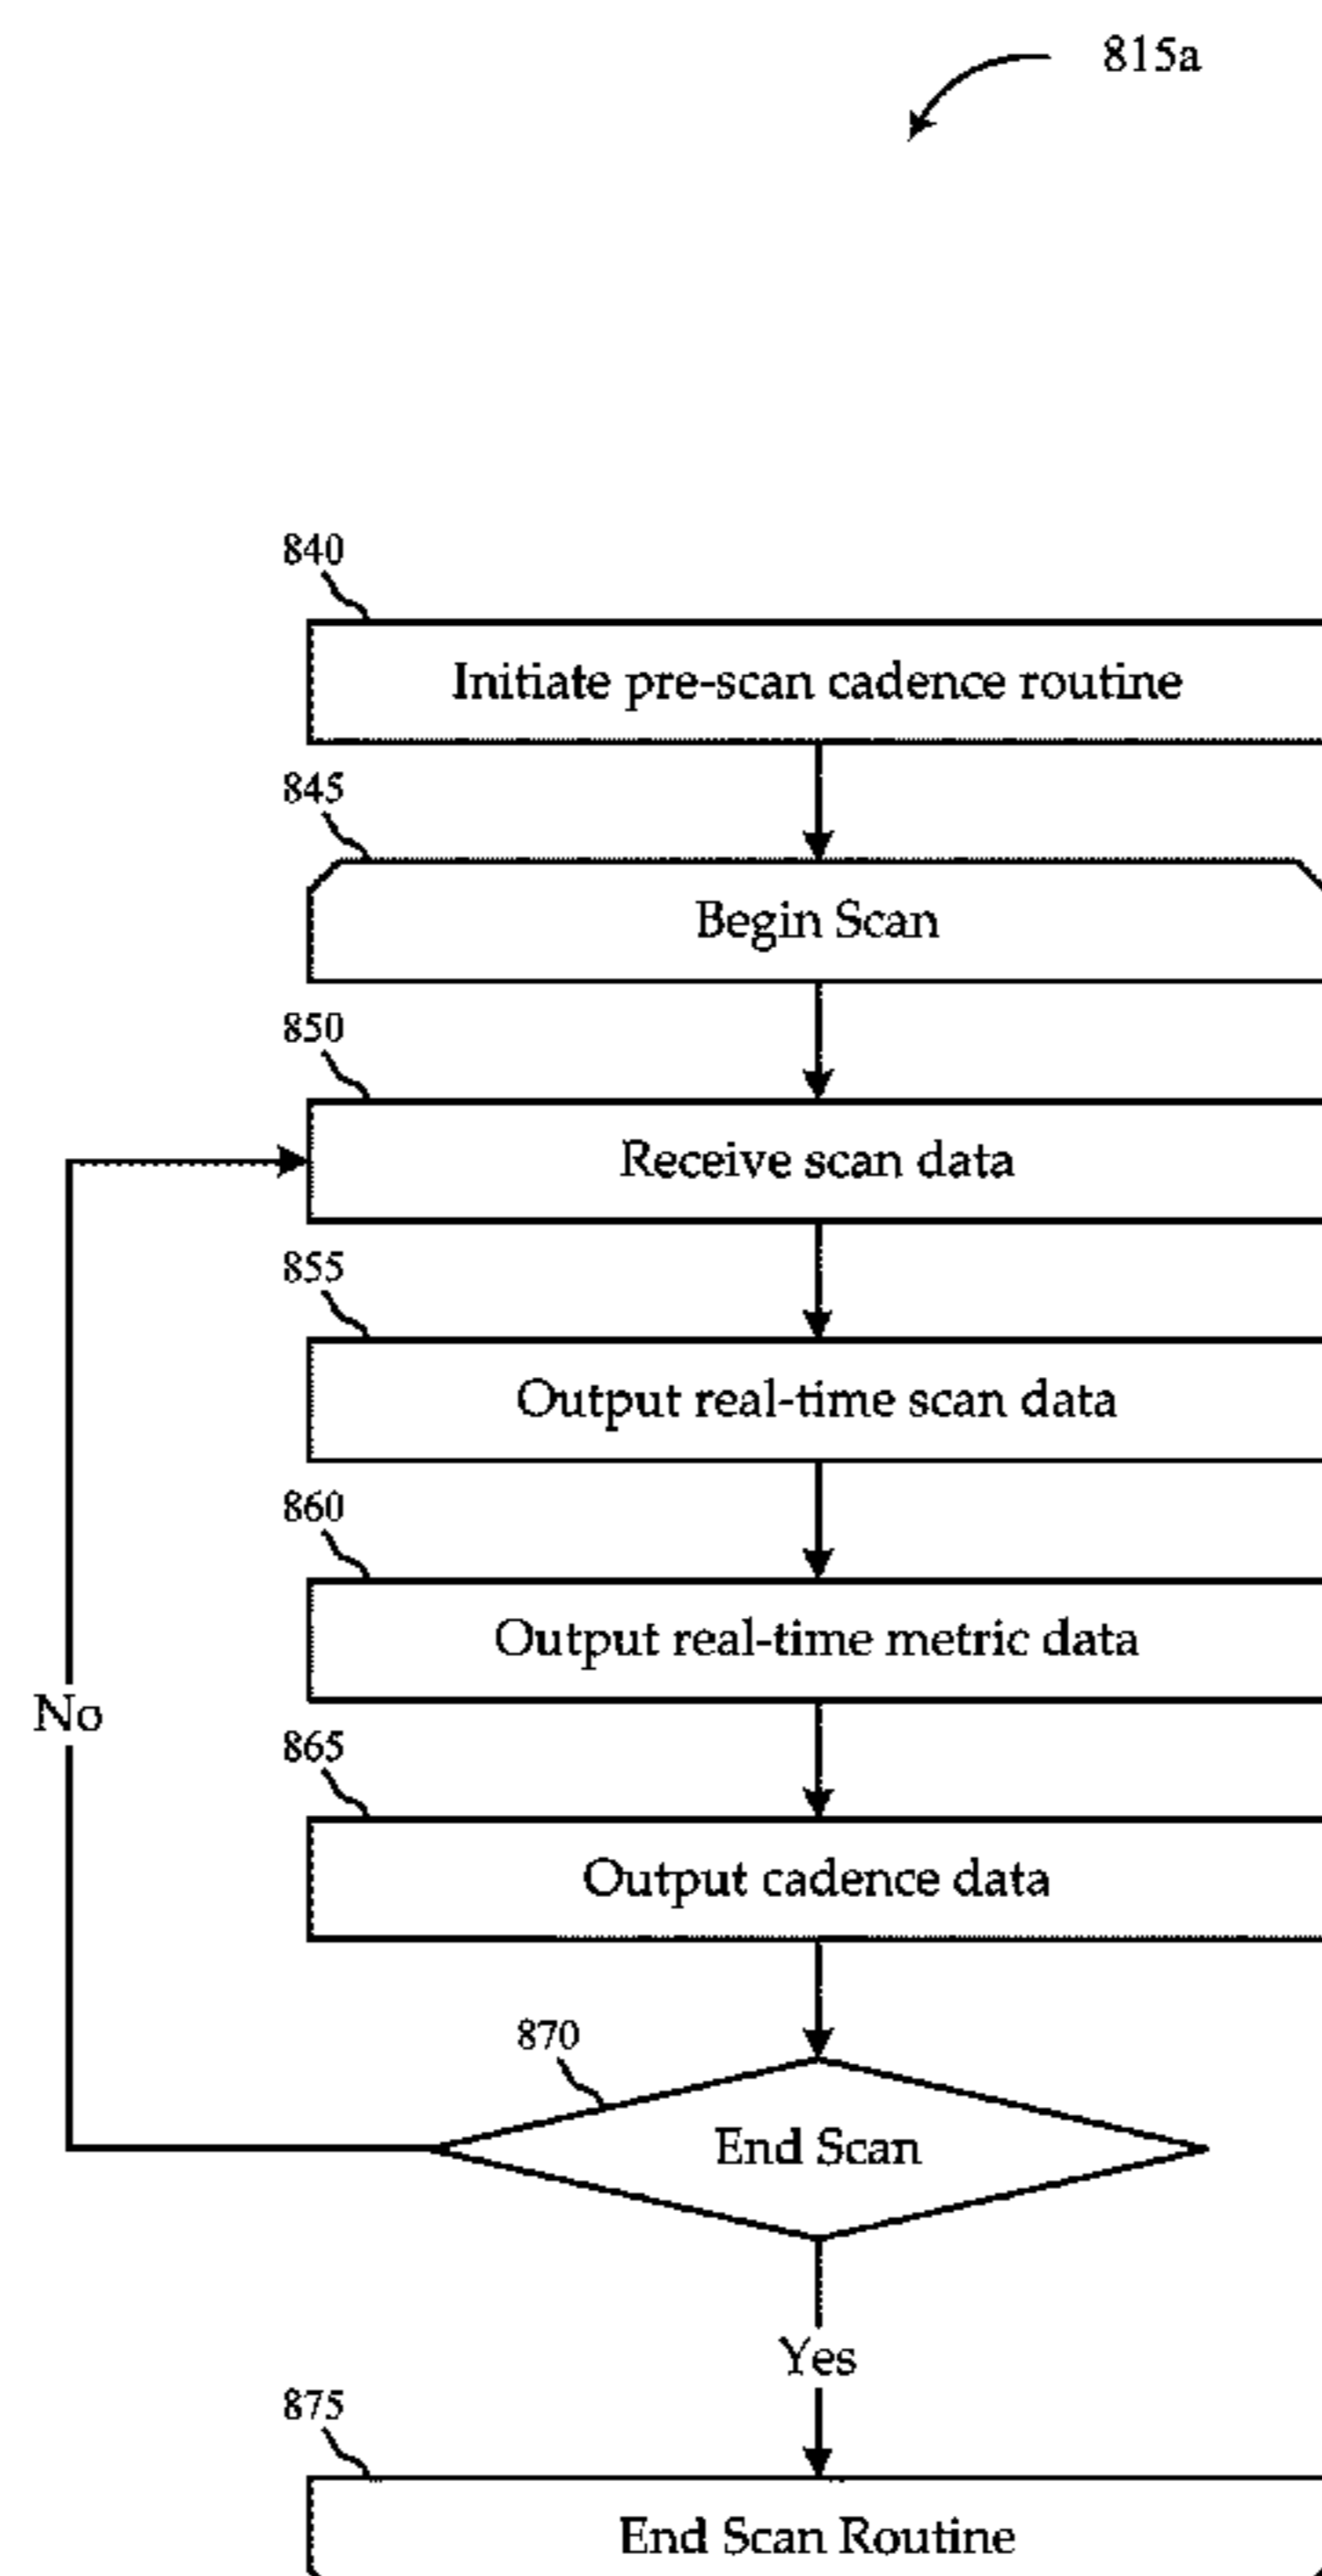 815a
840
Initiate pre-scan cadence routine
845
Begin Scan
850
Receive scan data
855
Output real-time scan data
860
Output real-time metric data
No
865
Output cadence data
870
End Scan
Yes
875
End Scan Routine